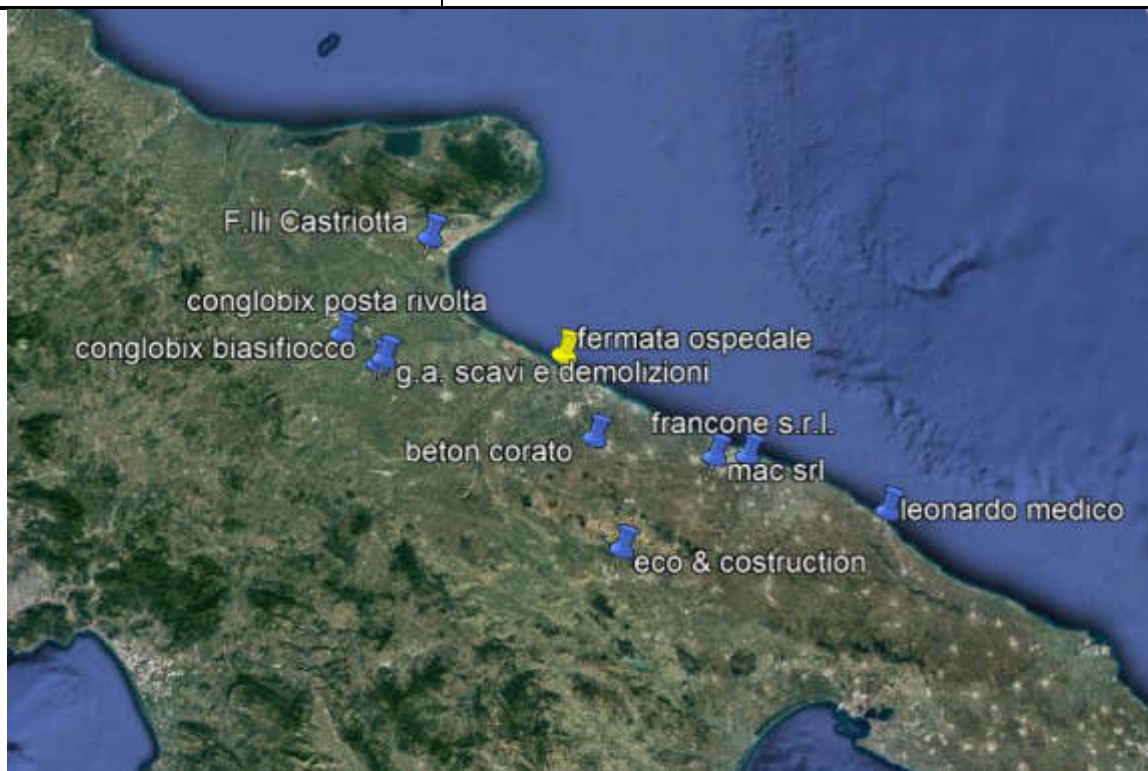 F.lli Castriotta
conglobix posta rivolta
fermata ospedale
conglobix biasifiocco
g.a. scavi e demolizioni
francone s.r.l.
beton corato
mac srl
leonardo medico
eco & costruction